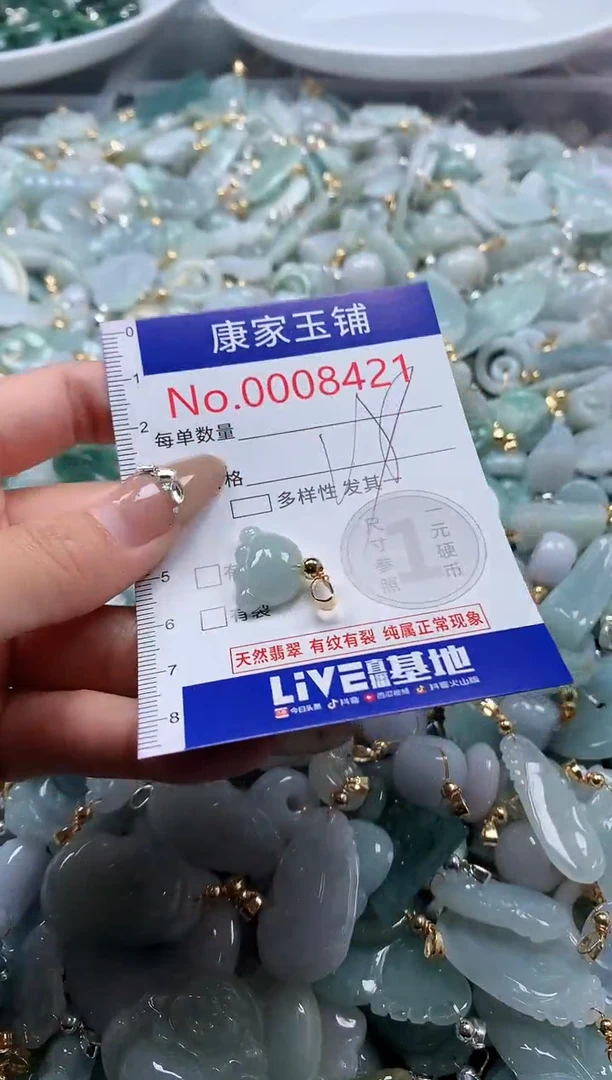 康家玉铺
No.0008421
每单数量
格
多样性 发其一
尺寸参照
1
一元硬币
有裂
天然翡翠 有纹有裂 纯属正常现象
LiVE直播基地
今日头条 抖音 西瓜视频 抖音火山版
0
1
2
5
6
7
8